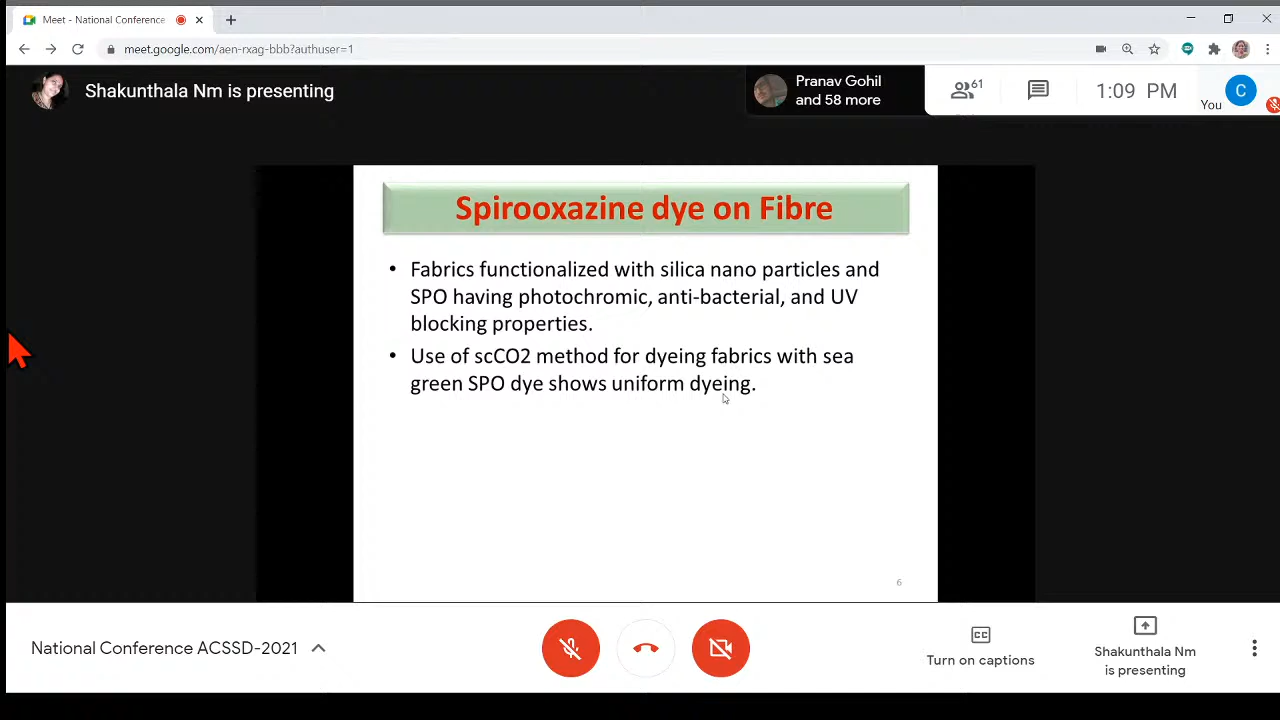 Meet - National Conference
meet.google.com/aen-rxag-bbb?authuser=1
Shakunthala Nm is presenting
Pranav Gohil
and 58 more
61
1:09 PM
You
C
Spirooxazine dye on Fibre
• Fabrics functionalized with silica nano particles and
SPO having photochromic, anti-bacterial, and UV
blocking properties.
• Use of scCO2 method for dyeing fabrics with sea
green SPO dye shows uniform dyeing.
6
National Conference ACSSD-2021
CC
Turn on captions
Shakunthala Nm
is presenting